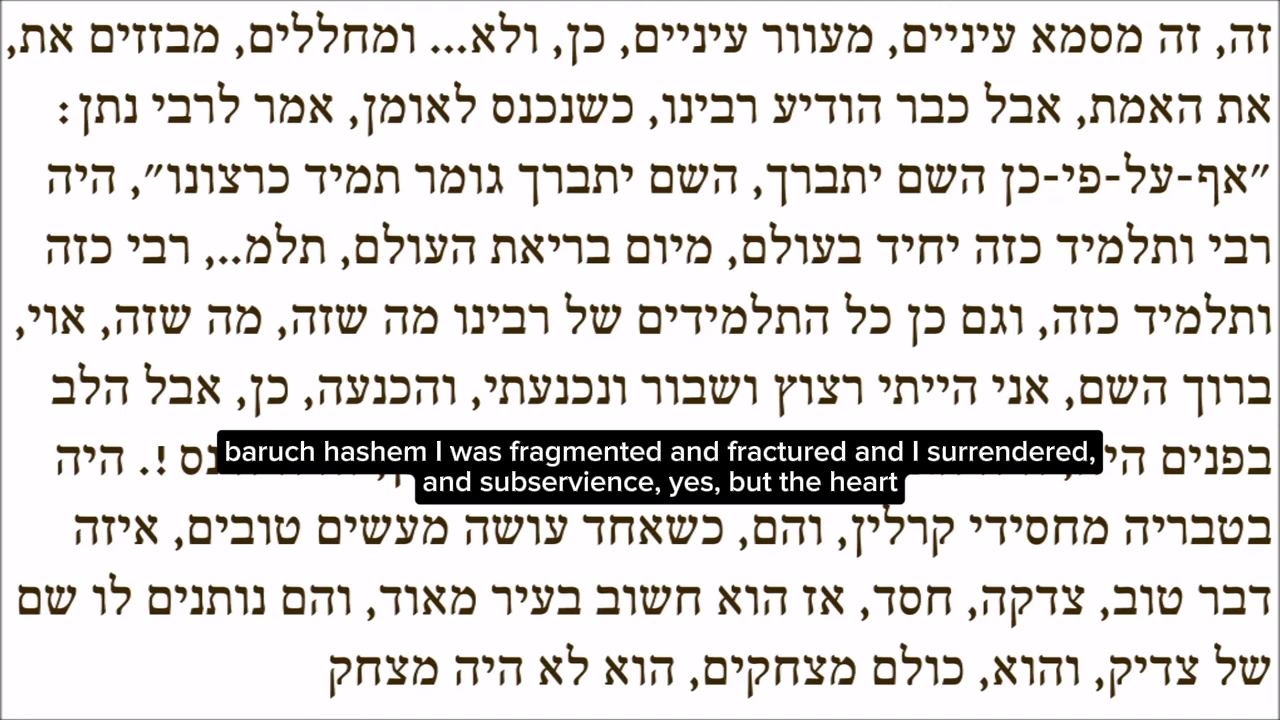 זה, זה מסמא עיניים, מעוור עיניים, כן, ולא... ומחללים, מבזזים את,
את האמת, אבל כבר הודיע רבינו, כשנכנס לאומן, אמר לרבי נתן:
"אף-על-פי-כן השם יתברך, השם יתברך גומר תמיד כרצונו", היה
רבי ותלמיד כזה יחיד בעולם, מיום בריאת העולם, תלמ.., רבי כזה
ותלמיד כזה, וגם כן כל התלמידים של רבינו מה שזה, מה שזה, אוי,
ברוך השם, אני הייתי רצוץ ושבור ונכנעתי, והכנעה, כן, אבל הלב
בפנים !. היה
baruch hashem I was fragmented and fractured and I surrendered,
and subservience, yes, but the heart
בטבריה מחסידי קרלין, והם, כשאחד עושה מעשים טובים, איזה
דבר טוב, צדקה, חסד, אז הוא חשוב בעיר מאוד, והם נותנים לו שם
של צדיק, והוא, כולם מצחקים, הוא לא היה מצחק